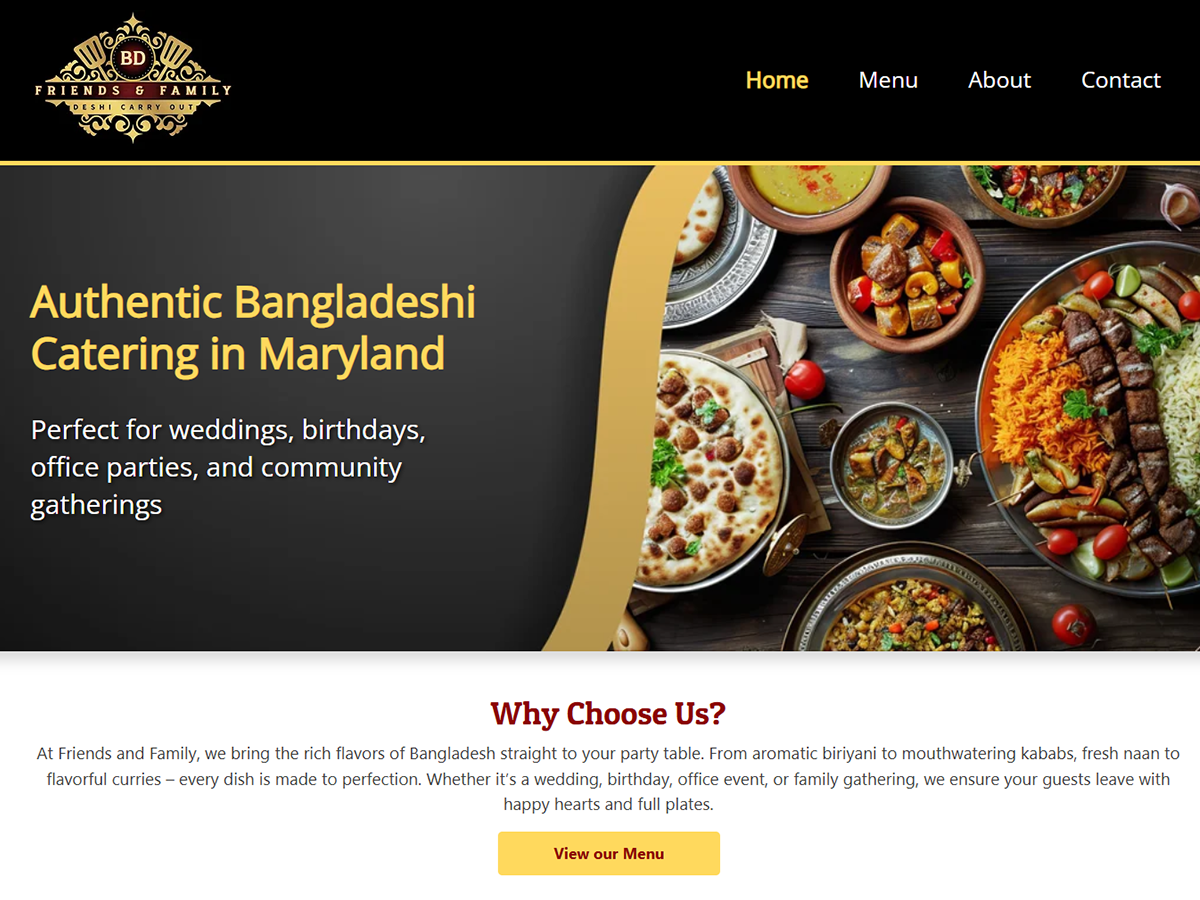 BD
FRIENDS & FAMILY
DESHI CARRY OUT
Home
Menu
About
Contact
Authentic Bangladeshi
Catering in Maryland
Perfect for weddings, birthdays,
office parties, and community
gatherings
Why Choose Us?
At Friends and Family, we bring the rich flavors of Bangladesh straight to your party table. From aromatic biriyani to mouthwatering kababs, fresh naan to
flavorful curries – every dish is made to perfection. Whether it’s a wedding, birthday, office event, or family gathering, we ensure your guests leave with
happy hearts and full plates.
View our Menu